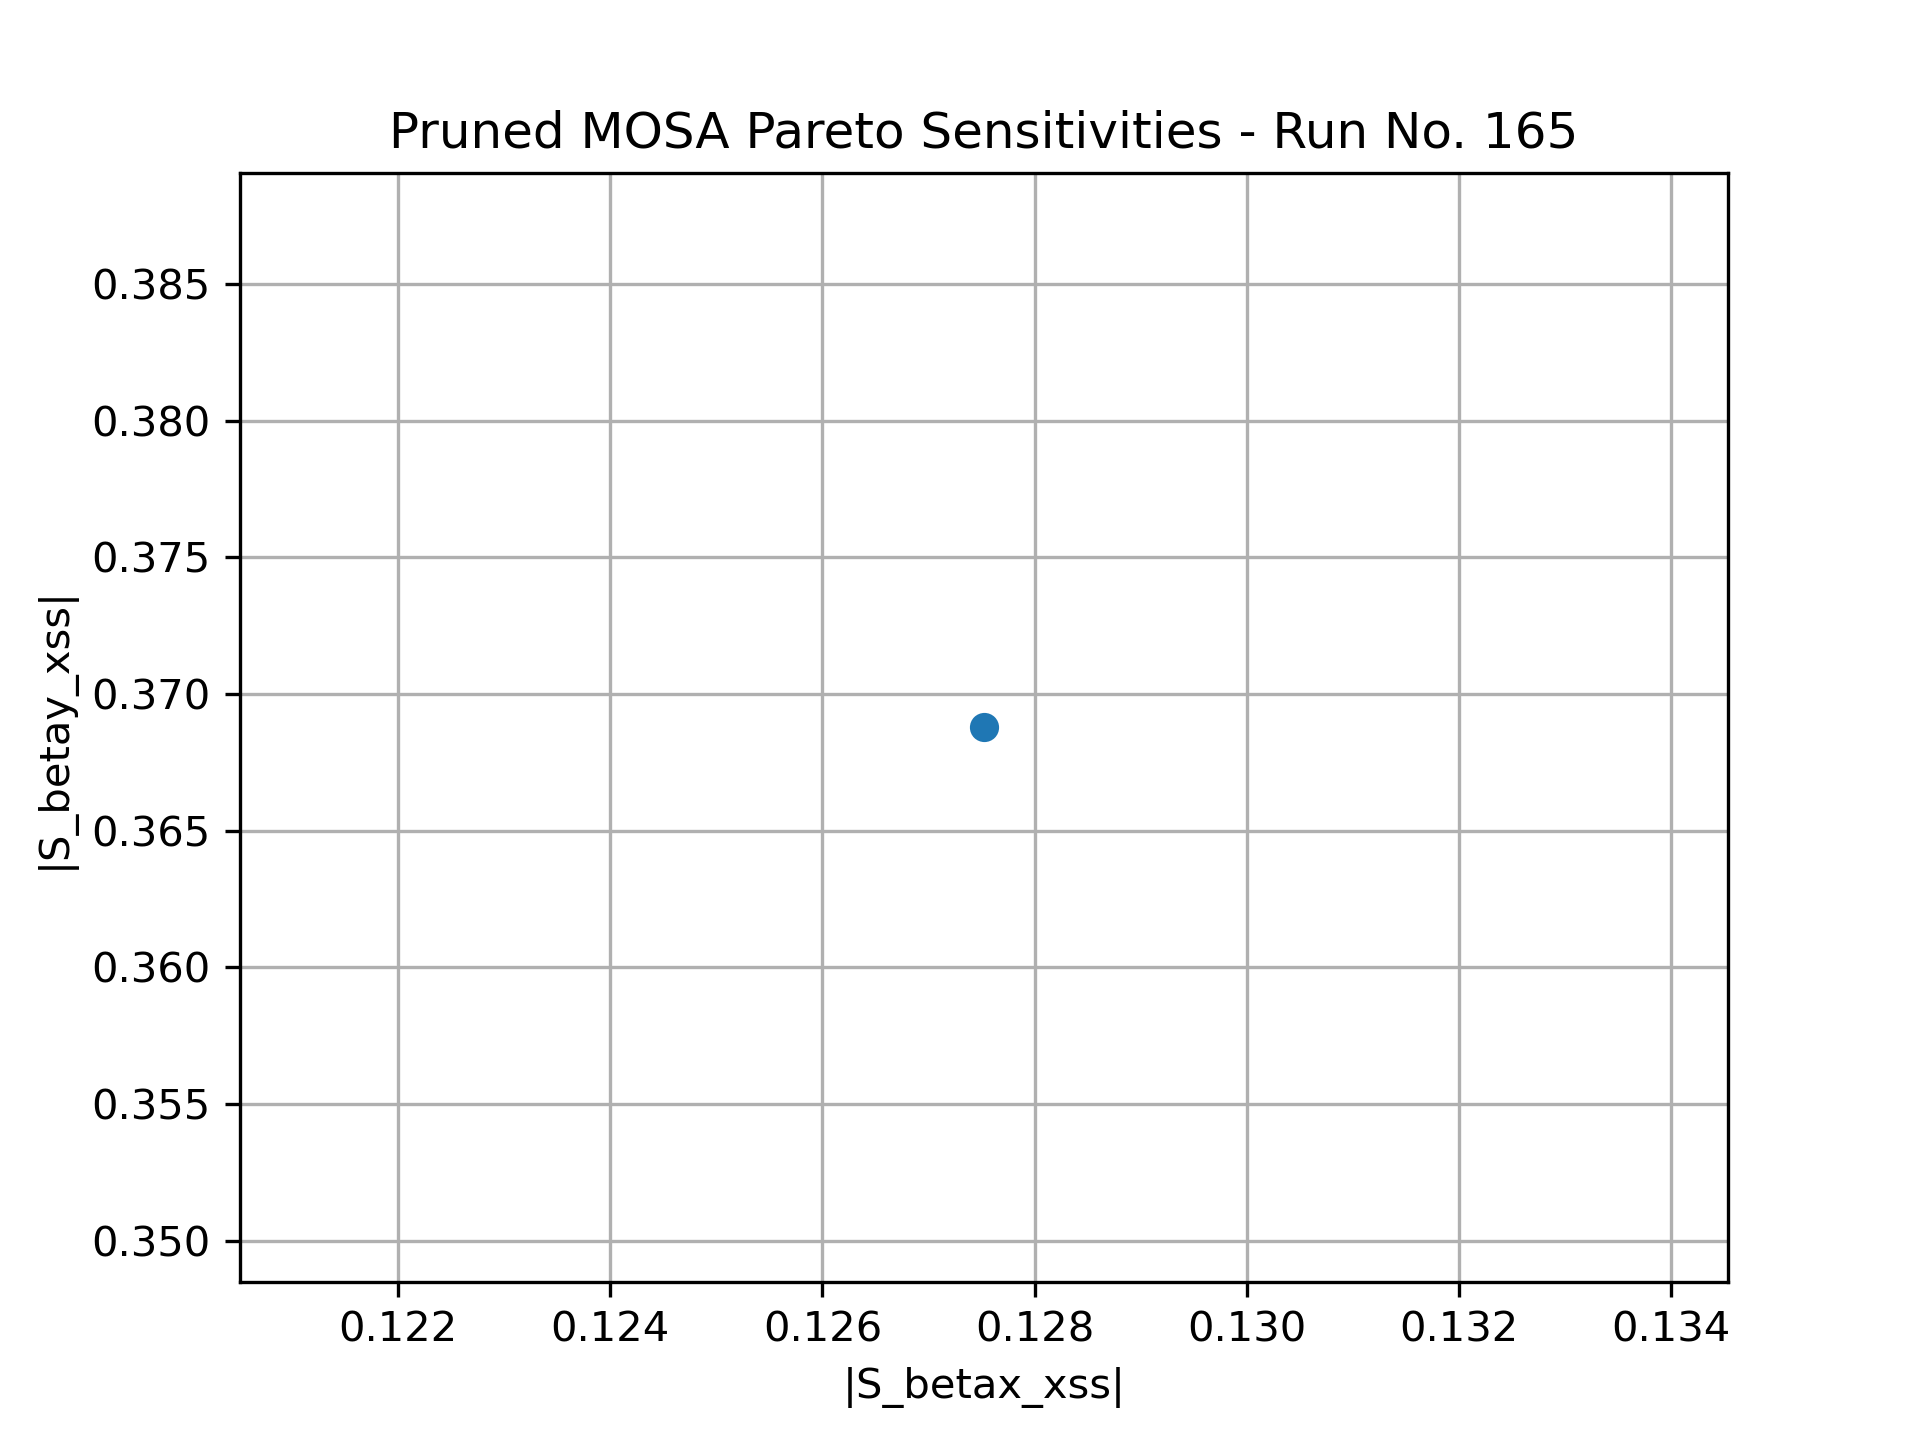 Pruned MOSA Pareto Sensitivities - Run No. 165
|S_betay_xss|
0.385
0.380
0.375
0.370
0.365
0.360
0.355
0.350
0.122 0.124 0.126 0.128 0.130 0.132 0.134
|S_betax_xss|